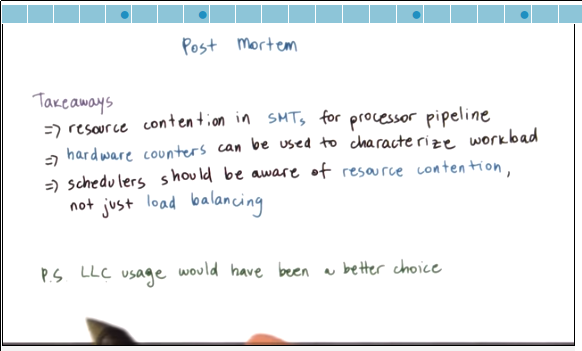 Post Mortem
Takeaways
=> resource contention in SMTs for processor pipeline
=> hardware counters can be used to characterize workload
=> schedulers should be aware of resource contention,
not just load balancing
P.S. LLC usage would have been a better choice